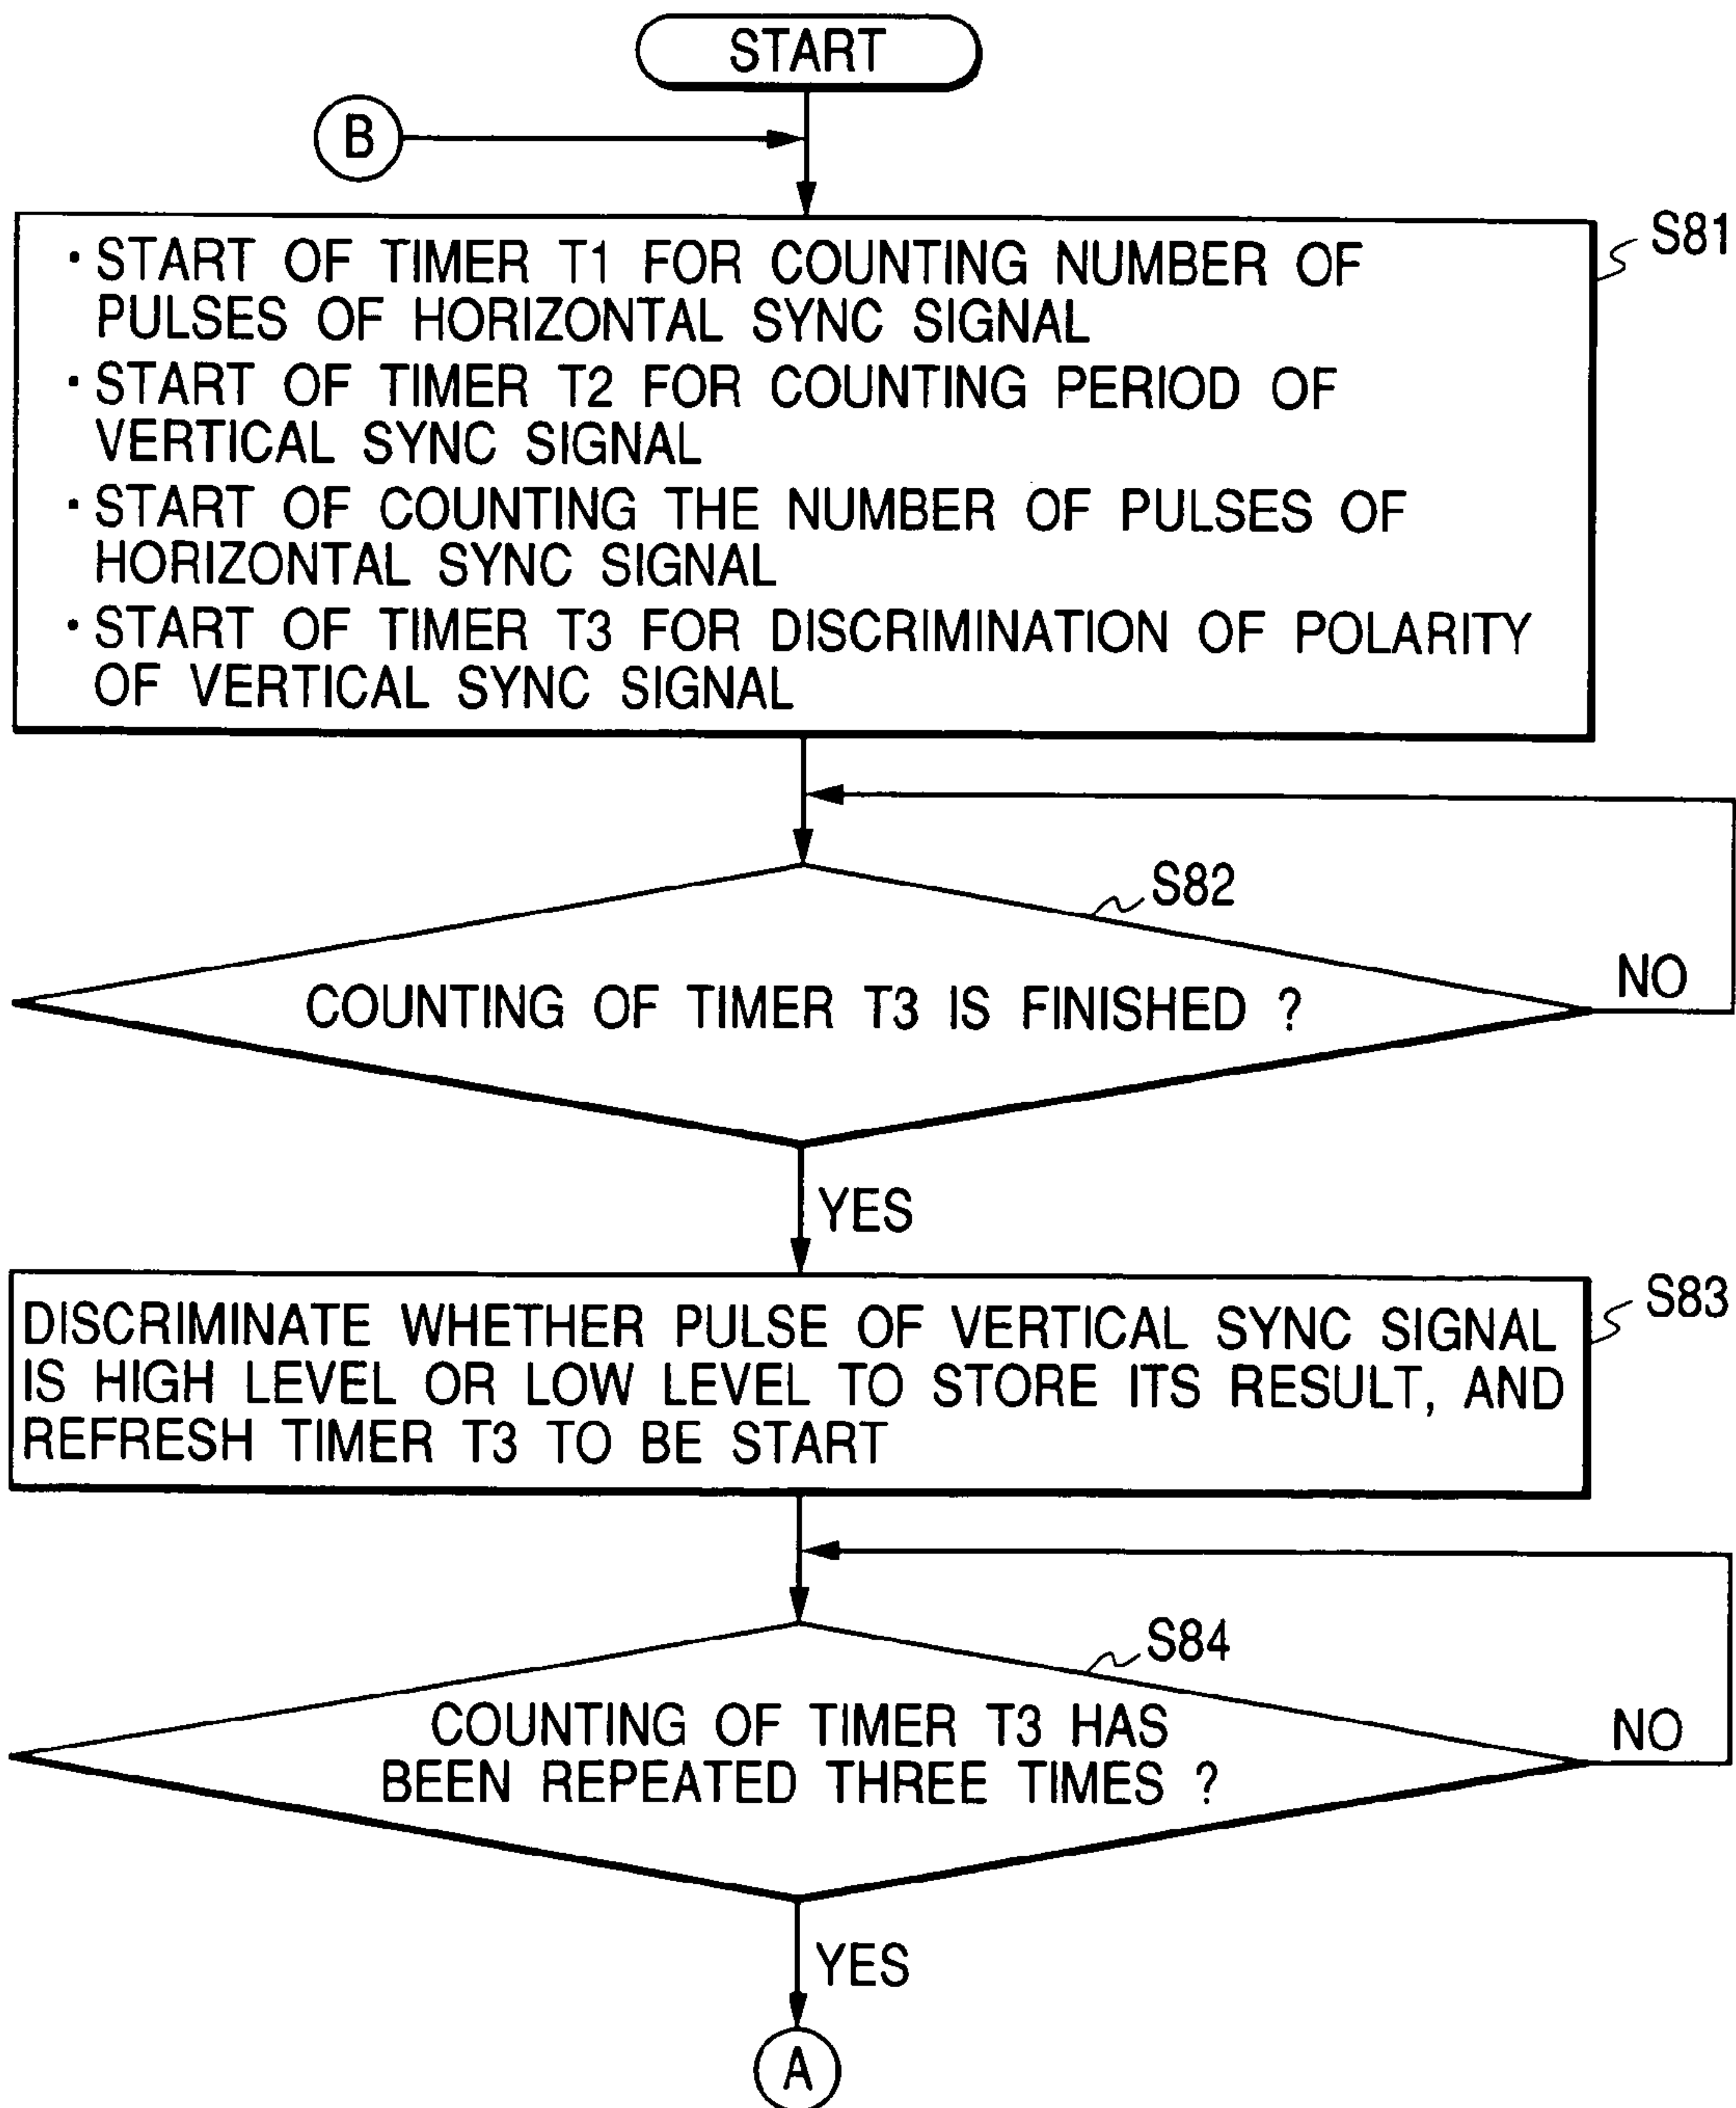 START
B
S81
· START OF TIMER T1 FOR COUNTING NUMBER OF
PULSES OF HORIZONTAL SYNC SIGNAL
· START OF TIMER T2 FOR COUNTING PERIOD OF
VERTICAL SYNC SIGNAL
· START OF COUNTING THE NUMBER OF PULSES OF
HORIZONTAL SYNC SIGNAL
· START OF TIMER T3 FOR DISCRIMINATION OF POLARITY
OF VERTICAL SYNC SIGNAL
S82
COUNTING OF TIMER T3 IS FINISHED ?
NO
YES
S83
DISCRIMINATE WHETHER PULSE OF VERTICAL SYNC SIGNAL
IS HIGH LEVEL OR LOW LEVEL TO STORE ITS RESULT, AND
REFRESH TIMER T3 TO BE START
S84
COUNTING OF TIMER T3 HAS
BEEN REPEATED THREE TIMES ?
NO
YES
A